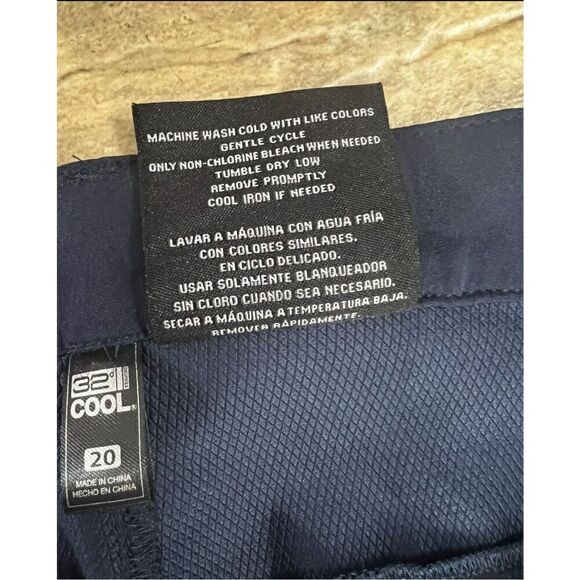 MACHINE WASH COLD WITH LIKE COLORS
GENTLE CYCLE
ONLY NON-CHLORINE BLEACH WHEN NEEDED
TUMBLE DRY LOW
REMOVE PROMPTLY
COOL IRON IF NEEDED
LAVAR A MÁQUINA CON AGUA FRÍA
CON COLORES SIMILARES.
EN CICLO DELICADO.
USAR SOLAMENTE BLANQUEADOR
SIN CLORO CUANDO SEA NECESARIO.
SECAR A MÁQUINA A TEMPERATURA BAJA.
REMOVER RÁPIDAMENTE.
32°
COOL®
20
MADE IN CHINA
HECHO EN CHINA